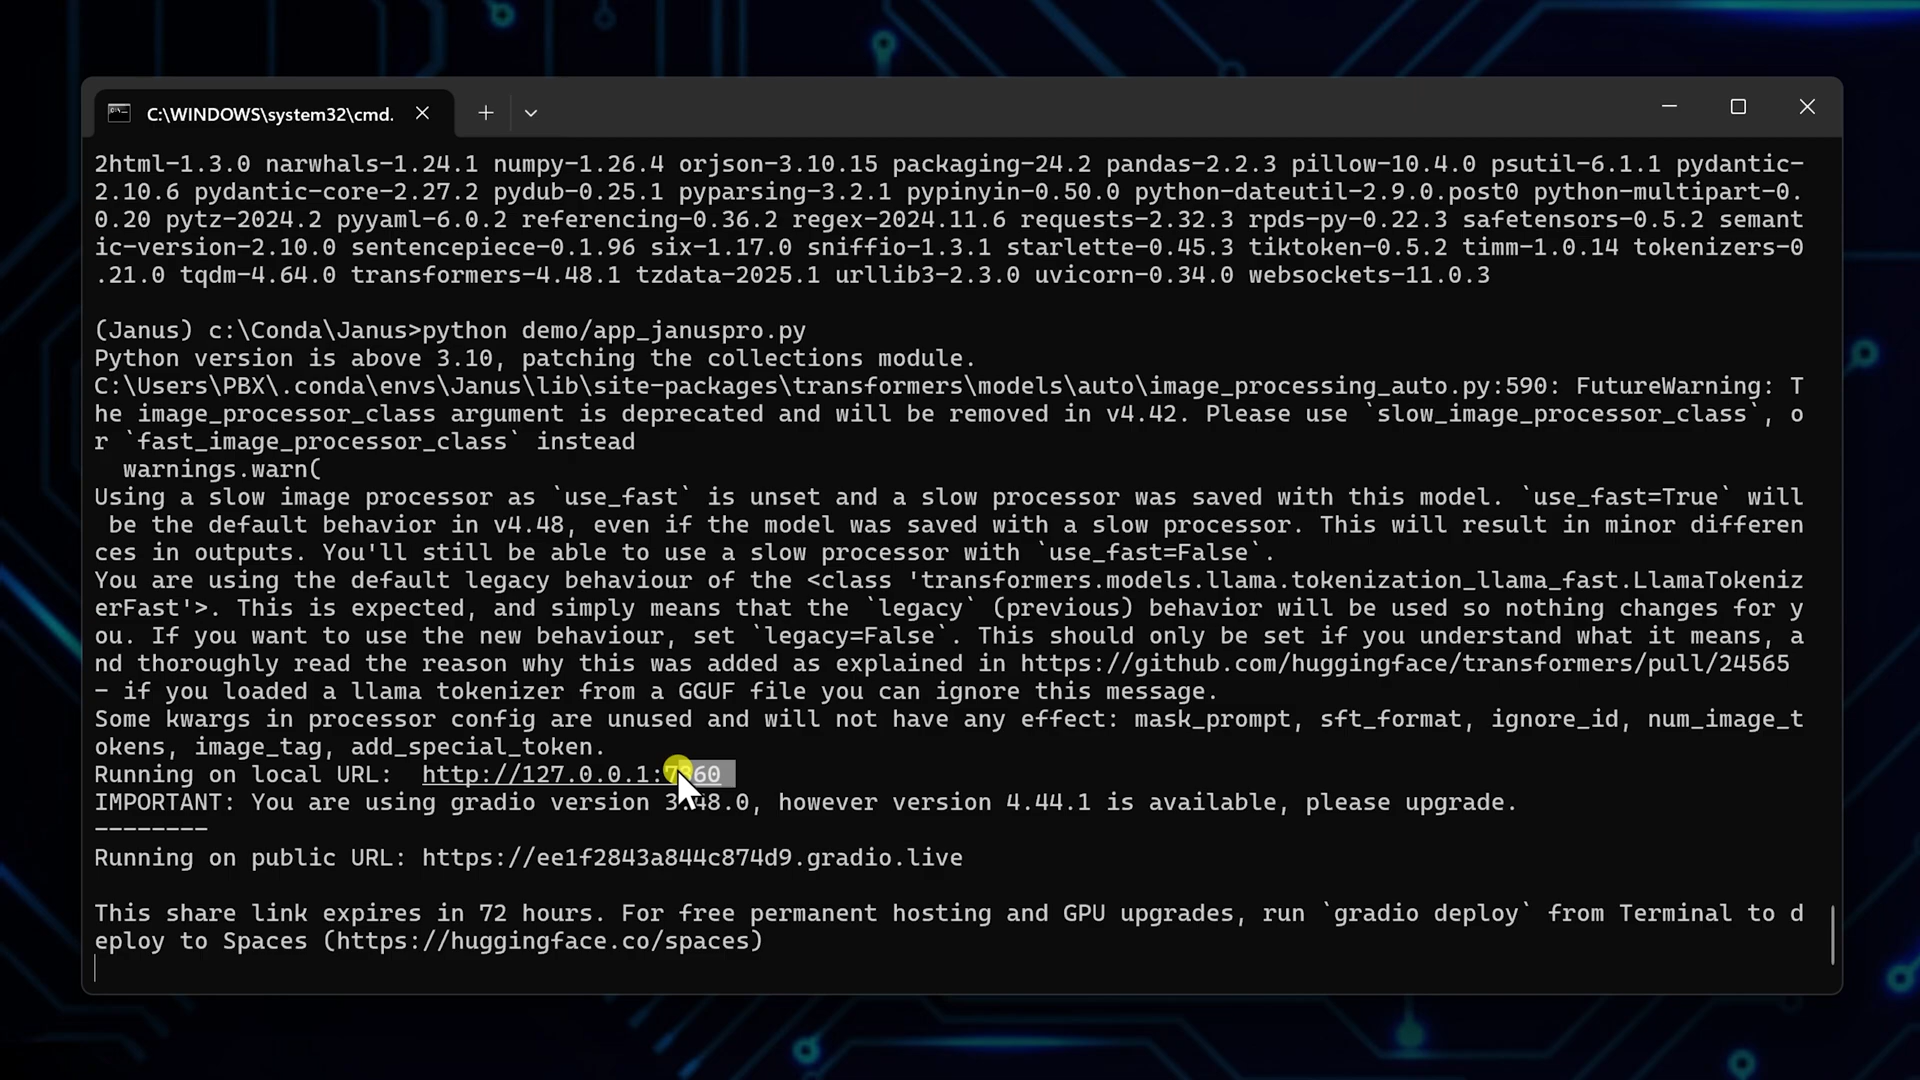 C:\WINDOWS\system32\cmd.
2html-1.3.0 narwhals-1.24.1 numpy-1.26.4 orjson-3.10.15 packaging-24.2 pandas-2.2.3 pillow-10.4.0 psutil-6.1.1 pydantic-
2.10.6 pydantic-core-2.27.2 pydub-0.25.1 pyparsing-3.2.1 pypinyin-0.50.0 python-dateutil-2.9.0.post0 python-multipart-0.
0.20 pytz-2024.2 pyyaml-6.0.2 referencing-0.36.2 regex-2024.11.6 requests-2.32.3 rpds-py-0.22.3 safetensors-0.5.2 semant
ic-version-2.10.0 sentencepiece-0.1.96 six-1.17.0 sniffio-1.3.1 starlette-0.45.3 tiktoken-0.5.2 timm-1.0.14 tokenizers-0
.21.0 tqdm-4.64.0 transformers-4.48.1 tzdata-2025.1 urllib3-2.3.0 uvicorn-0.34.0 websockets-11.0.3
(Janus) c:\Conda\Janus>python demo/app_januspro.py
Python version is above 3.10, patching the collections module.
C:\Users\PBX\.conda\envs\Janus\lib\site-packages\transformers\models\auto\image_processing_auto.py:590: FutureWarning: T
he image_processor_class argument is deprecated and will be removed in v4.42. Please use `slow_image_processor_class`, o
r `fast_image_processor_class` instead
  warnings.warn(
Using a slow image processor as `use_fast` is unset and a slow processor was saved with this model. `use_fast=True` will
 be the default behavior in v4.48, even if the model was saved with a slow processor. This will result in minor differen
ces in outputs. You'll still be able to use a slow processor with `use_fast=False`.
You are using the default legacy behaviour of the <class 'transformers.models.llama.tokenization_llama_fast.LlamaTokeniz
erFast'>. This is expected, and simply means that the `legacy` (previous) behavior will be used so nothing changes for y
ou. If you want to use the new behaviour, set `legacy=False`. This should only be set if you understand what it means, a
nd thoroughly read the reason why this was added as explained in https://github.com/huggingface/transformers/pull/24565
- if you loaded a llama tokenizer from a GGUF file you can ignore this message.
Some kwargs in processor config are unused and will not have any effect: mask_prompt, sft_format, ignore_id, num_image_t
okens, image_tag, add_special_token.
Running on local URL:  http://127.0.0.1:7860
IMPORTANT: You are using gradio version 3.48.0, however version 4.44.1 is available, please upgrade.
--------
Running on public URL: https://ee1f2843a844c874d9.gradio.live
This share link expires in 72 hours. For free permanent hosting and GPU upgrades, run `gradio deploy` from Terminal to d
eploy to Spaces (https://huggingface.co/spaces)